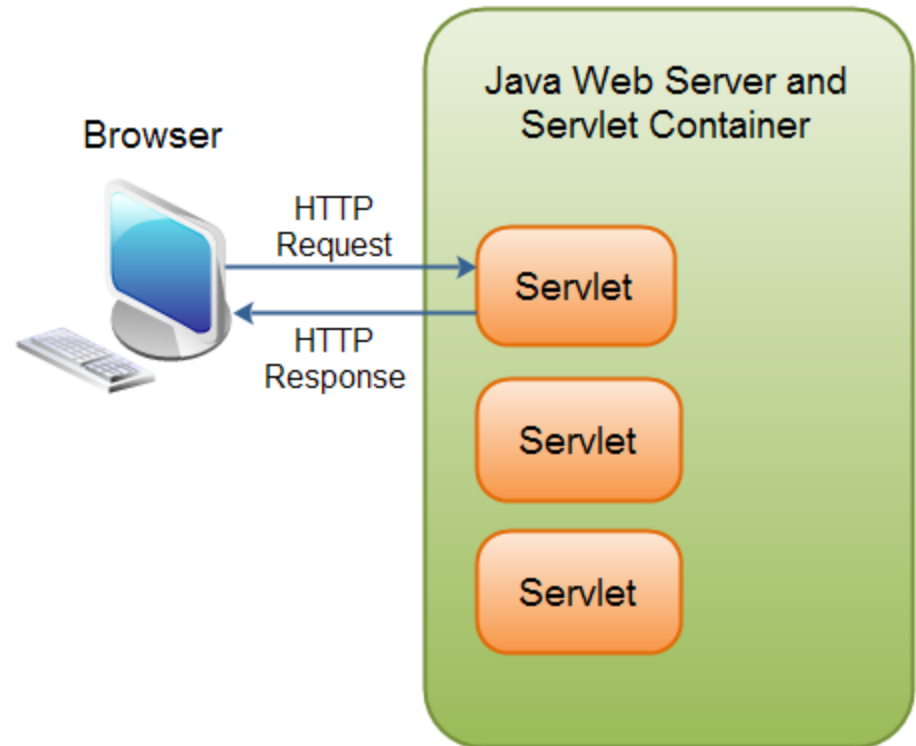 Java Web Server and
Servlet Container
Browser
HTTP
Request
Servlet
HTTP
Response
Servlet
Servlet